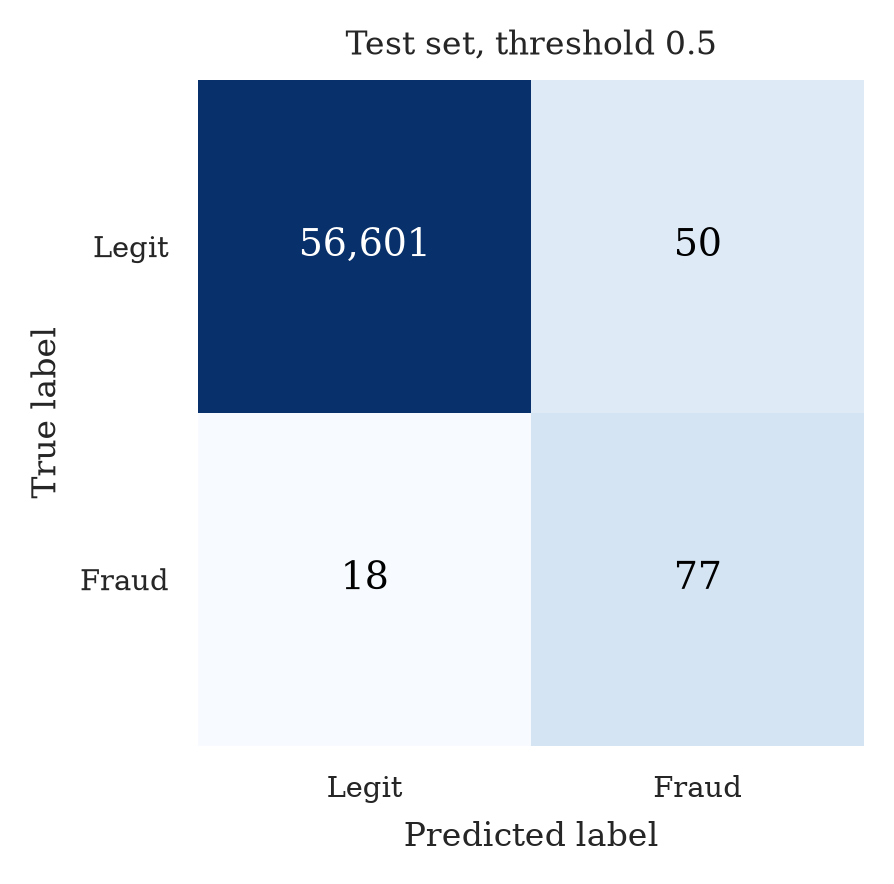 Test set, threshold 0.5
True label
Legit
56,601
50
Fraud
18
77
Legit
Fraud
Predicted label